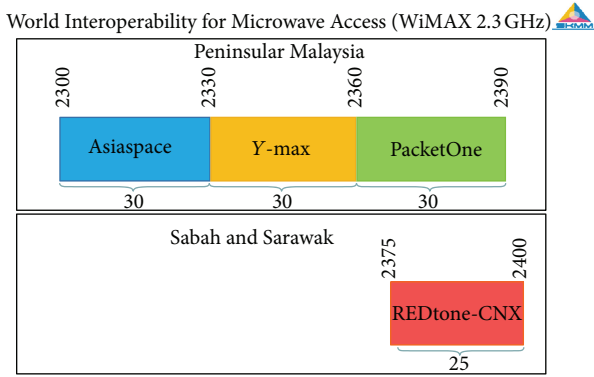 World Interoperability for Microwave Access (WiMAX 2.3 GHz)
SKMM
Peninsular Malaysia
2300
2330
2360
2390
Asiaspace
Y-max
PacketOne
30
30
30
Sabah and Sarawak
2375
2400
REDtone-CNX
25